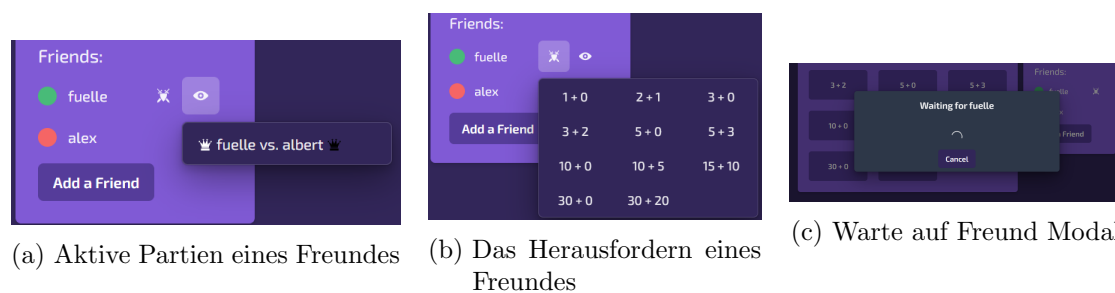 Friends:
fuelle
alex
fuelle vs. albert
Add a Friend
(a) Aktive Partien eines Freundes
Friends:
fuelle
alex
Add a Friend
1 + 0 2 + 1 3 + 0
3 + 2 5 + 0 5 + 3
10 + 0 10 + 5 15 + 10
30 + 0 30 + 20
(b) Das Herausfordern eines
Freundes
3 + 2 5 + 0 5 + 3
Friends:
10 + 0
30 + 0
Waiting for fuelle
Cancel
Friend
(c) Warte auf Freund Modal